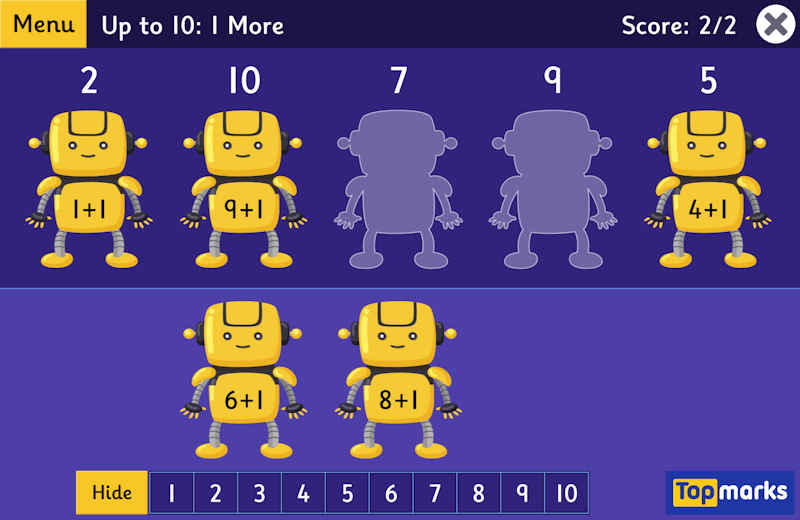 Menu Up to 10: 1 More Score: 2/2
2 10 7 9 5
1+1 9+1 4+1
6+1 8+1
Hide 1 2 3 4 5 6 7 8 9 10
Topmarks